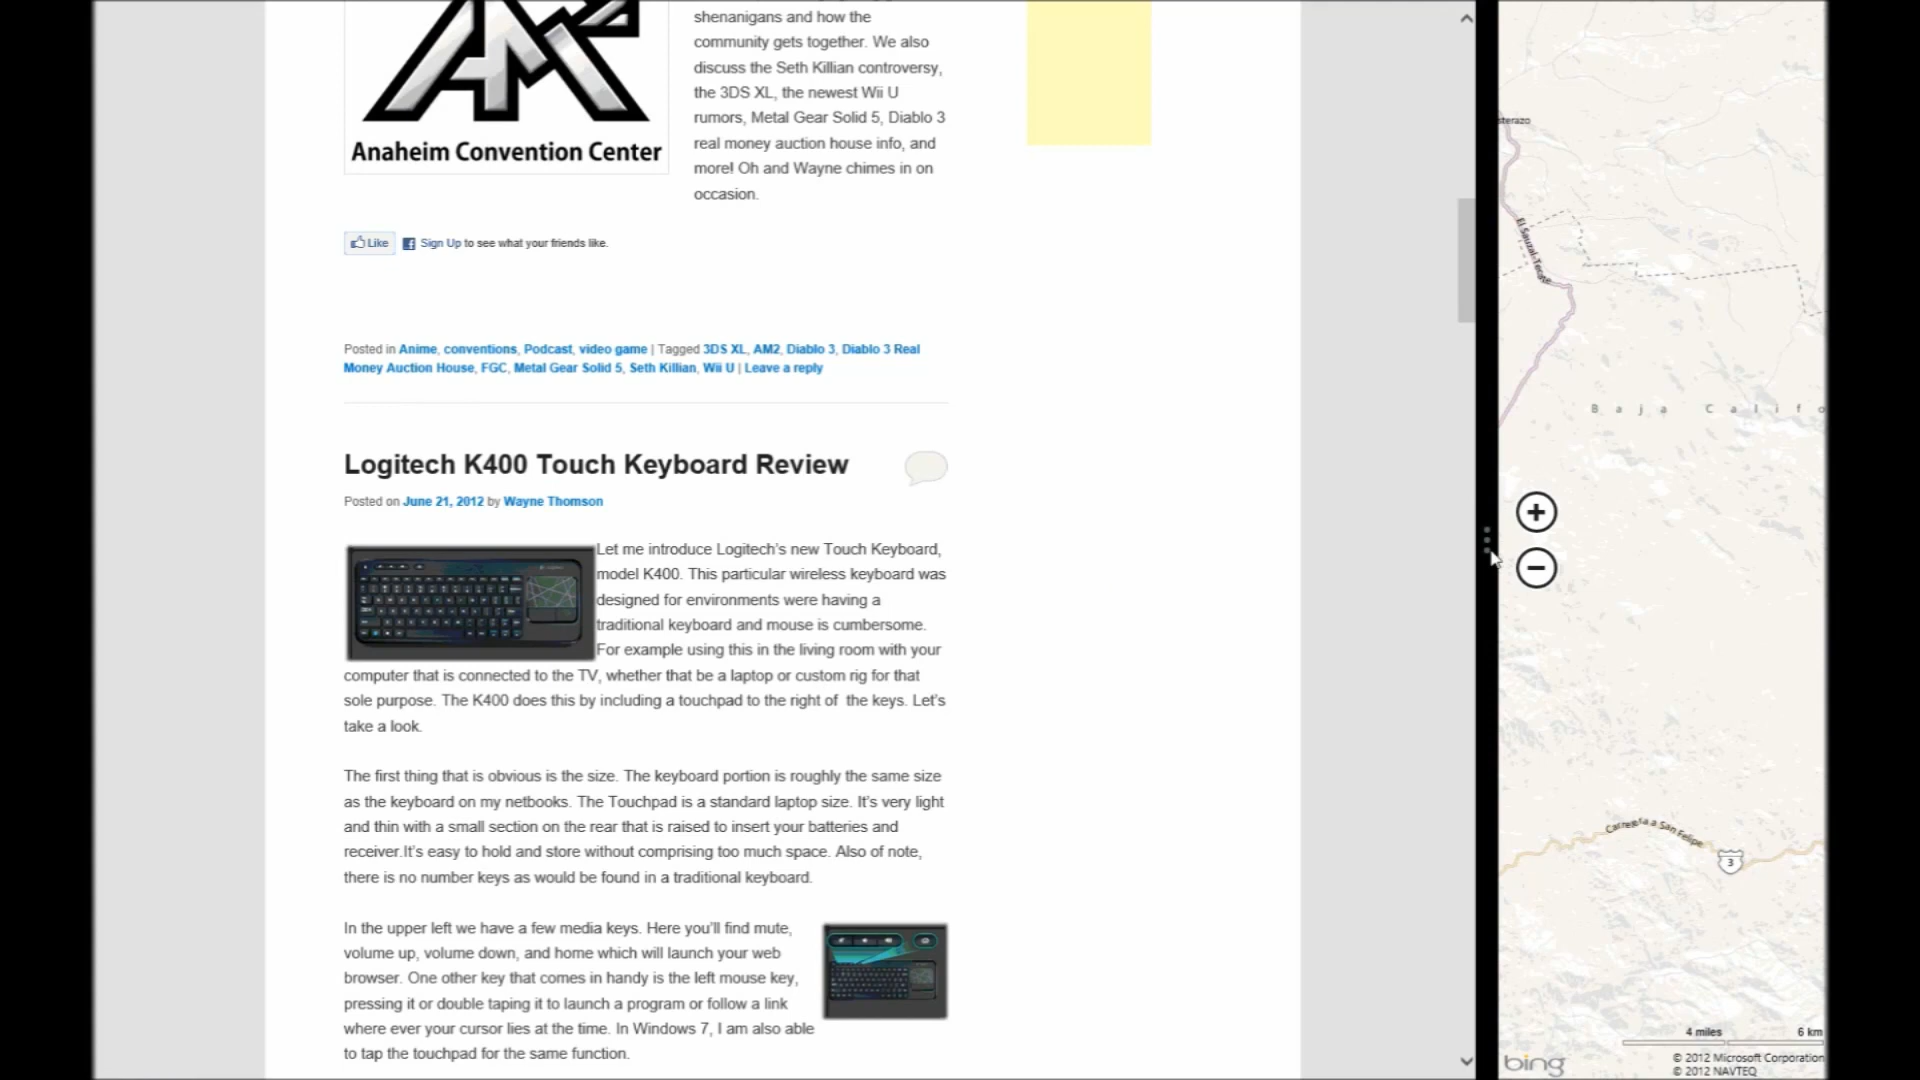 shenanigans and how the
community gets together. We also
discuss the Seth Killian controversy,
the 3DS XL, the newest Wii U
rumors, Metal Gear Solid 5, Diablo 3
real money auction house info, and
more! Oh and Wayne chimes in on
occasion.
Anaheim Convention Center
Like Sign Up to see what your friends like.
Posted in Anime, conventions, Podcast, video game | Tagged 3DS XL, AM2, Diablo 3, Diablo 3 Real
Money Auction House, FGC, Metal Gear Solid 5, Seth Killian, Wii U | Leave a reply
Logitech K400 Touch Keyboard Review
Posted on June 21, 2012 by Wayne Thomson
Let me introduce Logitech's new Touch Keyboard,
model K400. This particular wireless keyboard was
designed for environments were having a
traditional keyboard and mouse is cumbersome.
For example using this in the living room with your
computer that is connected to the TV, whether that be a laptop or custom rig for that
sole purpose. The K400 does this by including a touchpad to the right of the keys. Let's
take a look.
The first thing that is obvious is the size. The keyboard portion is roughly the same size
as the keyboard on my netbooks. The Touchpad is a standard laptop size. It's very light
and thin with a small section on the rear that is raised to insert your batteries and
receiver.It's easy to hold and store without comprising too much space. Also of note,
there is no number keys as would be found in a traditional keyboard.
In the upper left we have a few media keys. Here you'll find mute,
volume up, volume down, and home which will launch your web
browser. One other key that comes in handy is the left mouse key,
pressing it or double taping it to launch a program or follow a link
where ever your cursor lies at the time. In Windows 7, I am also able
to tap the touchpad for the same function.
sterazo
El Sauzal-Tecate
Baja Califo
Carretera a San Felipe
3
4 miles 6 km
bing
© 2012 Microsoft Corporation
© 2012 NAVTEQ